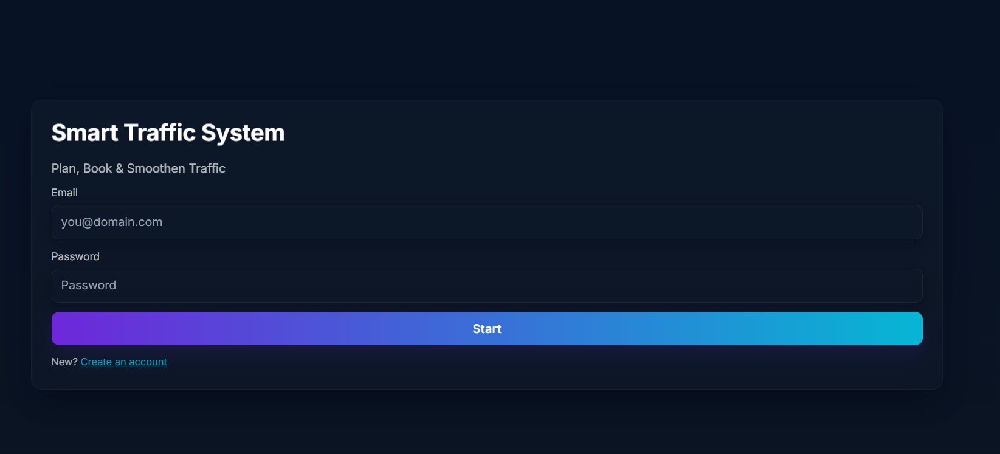 Smart Traffic System
Plan, Book & Smoothen Traffic
Email
you@domain.com
Password
Password
Start
New? Create an account